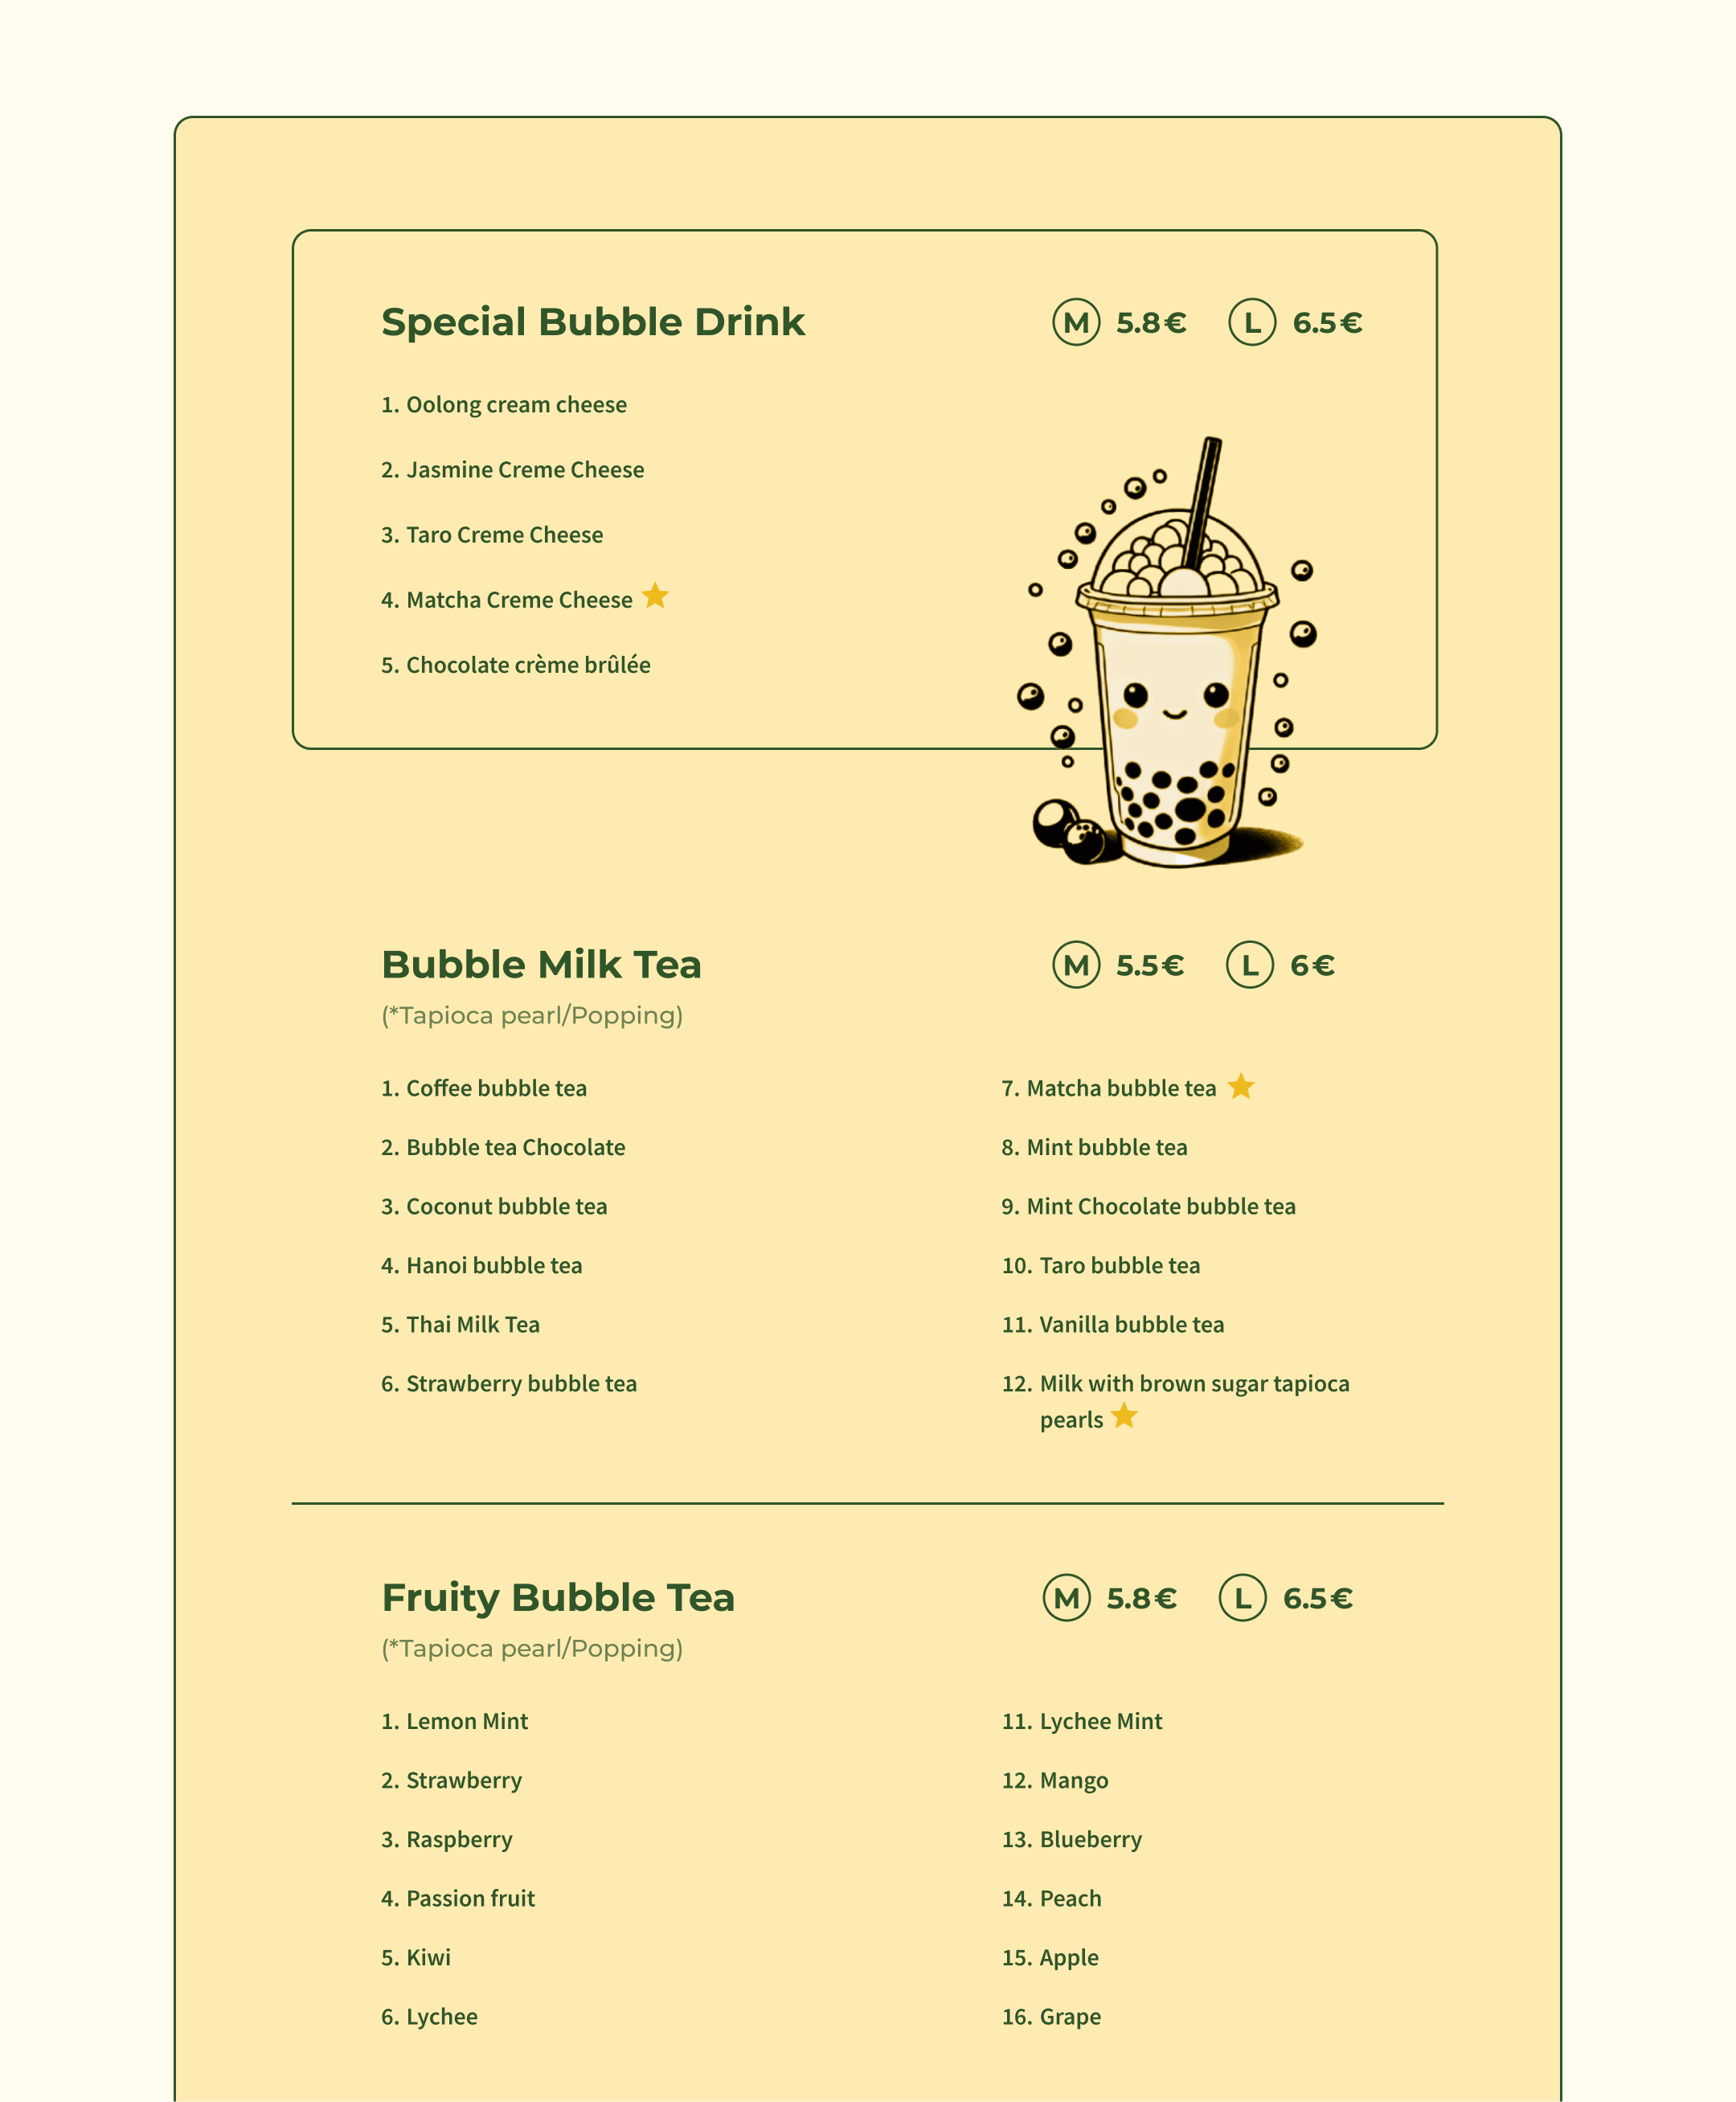 Special Bubble Drink
M 5.8€ L 6.5€
1. Oolong cream cheese
2. Jasmine Creme Cheese
3. Taro Creme Cheese
4. Matcha Creme Cheese
5. Chocolate crème brûlée
Bubble Milk Tea
M 5.5€ L 6€
(*Tapioca pearl/Popping)
1. Coffee bubble tea
2. Bubble tea Chocolate
3. Coconut bubble tea
4. Hanoi bubble tea
5. Thai Milk Tea
6. Strawberry bubble tea
7. Matcha bubble tea
8. Mint bubble tea
9. Mint Chocolate bubble tea
10. Taro bubble tea
11. Vanilla bubble tea
12. Milk with brown sugar tapioca
pearls
Fruity Bubble Tea
M 5.8€ L 6.5€
(*Tapioca pearl/Popping)
1. Lemon Mint
2. Strawberry
3. Raspberry
4. Passion fruit
5. Kiwi
6. Lychee
11. Lychee Mint
12. Mango
13. Blueberry
14. Peach
15. Apple
16. Grape